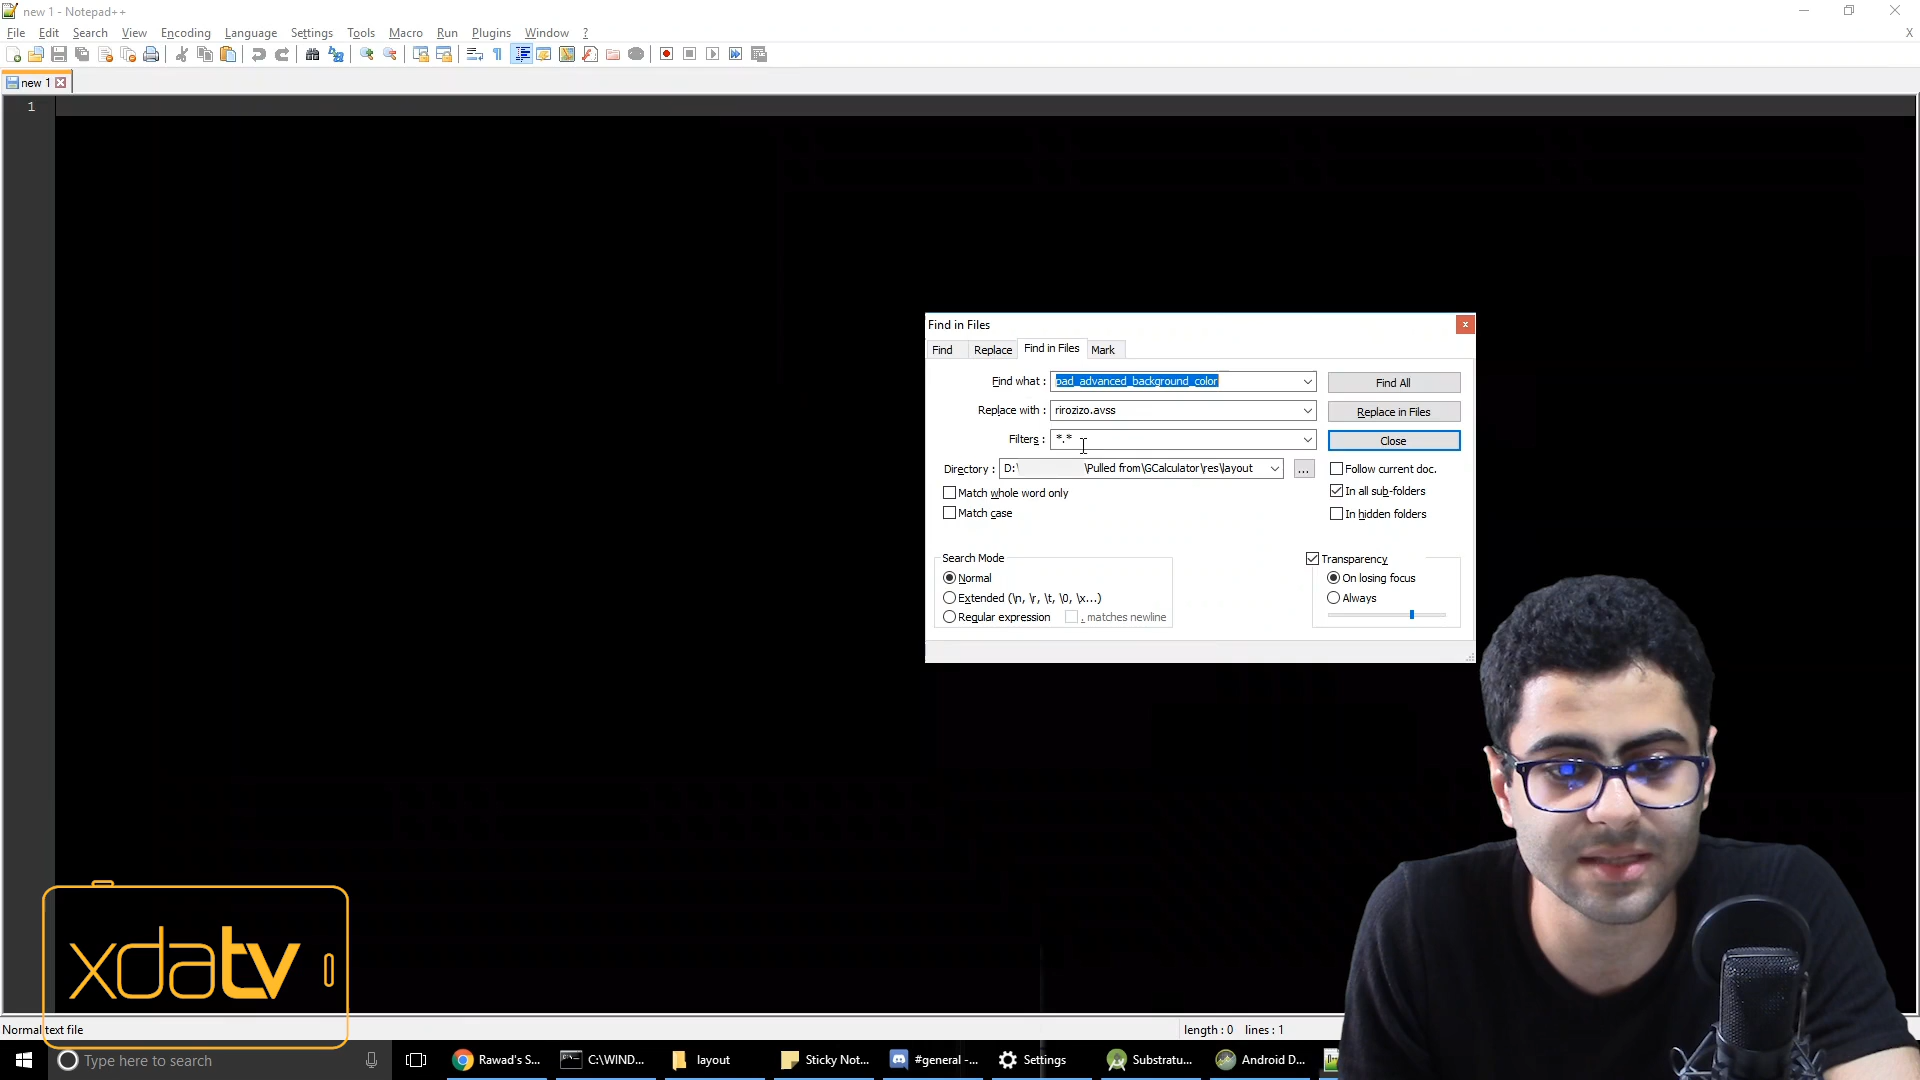 new 1 - Notepad++
File Edit Search View Encoding Language Settings Tools Macro Run Plugins Window ? X
new 1
1
Find in Files
Find Replace Find in Files Mark
Find what : pad_advanced_background_color Find All
Replace with : rirozizo.avss Replace in Files
Filters : *.* Close
Directory : D:\ \Pulled from\GCalculator\res\layout ... Follow current doc.
Match whole word only In all sub-folders
Match case In hidden folders
Search Mode Transparency
Normal On losing focus
Extended (\n, \r, \t, \0, \x...) Always
Regular expression . matches newline
xdatv
Normal text file length : 0 lines : 1
Type here to search Rawad's S... C:\WIND... layout Sticky Not... #general -... Settings Substratu... Android D...